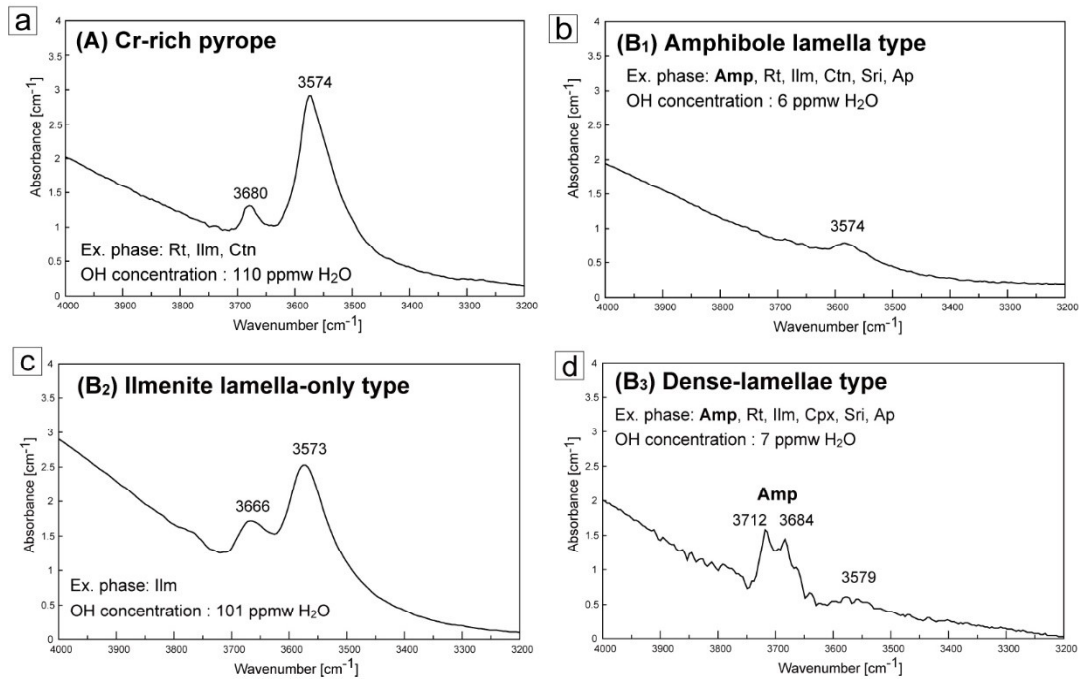 a
(A) Cr-rich pyrope
Absorbance [cm⁻¹]
4
3.5
3
2.5
2
1.5
1
0.5
0
3680
3574
Ex. phase: Rt, Ilm, Ctn
OH concentration : 110 ppmw H₂O
4000 3900 3800 3700 3600 3500 3400 3300 3200
Wavenumber [cm⁻¹]
b
(B₁) Amphibole lamella type
Ex. phase: Amp, Rt, Ilm, Ctn, Sri, Ap
OH concentration : 6 ppmw H₂O
Absorbance [cm⁻¹]
4
3.5
3
2.5
2
1.5
1
0.5
0
3574
4000 3900 3800 3700 3600 3500 3400 3300 3200
Wavenumber [cm⁻¹]
c
(B₂) Ilmenite lamella-only type
Absorbance [cm⁻¹]
4
3.5
3
2.5
2
1.5
1
0.5
0
3666
3573
Ex. phase: Ilm
OH concentration : 101 ppmw H₂O
4000 3900 3800 3700 3600 3500 3400 3300 3200
Wavenumber [cm⁻¹]
d
(B₃) Dense-lamellae type
Ex. phase: Amp, Rt, Ilm, Cpx, Sri, Ap
OH concentration : 7 ppmw H₂O
Absorbance [cm⁻¹]
4
3.5
3
2.5
2
1.5
1
0.5
0
Amp
3712 3684
3579
4000 3900 3800 3700 3600 3500 3400 3300 3200
Wavenumber [cm⁻¹]